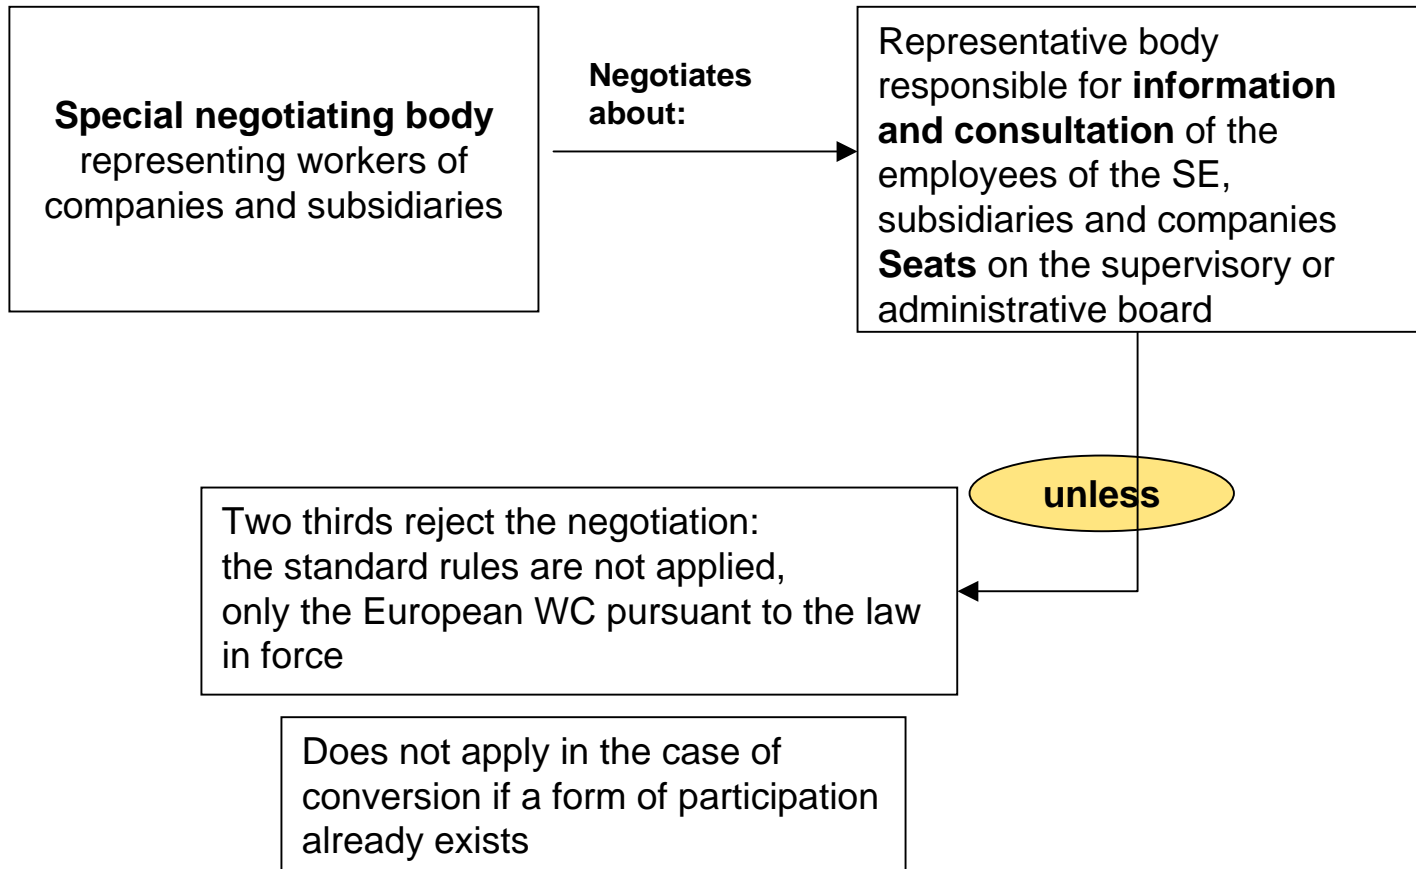 Special negotiating body
representing workers of
companies and subsidiaries
Negotiates
about:
Representative body
responsible for information
and consultation of the
employees of the SE,
subsidiaries and companies
Seats on the supervisory or
administrative board
unless
Two thirds reject the negotiation:
the standard rules are not applied,
only the European WC pursuant to the law
in force
Does not apply in the case of
conversion if a form of participation
already exists